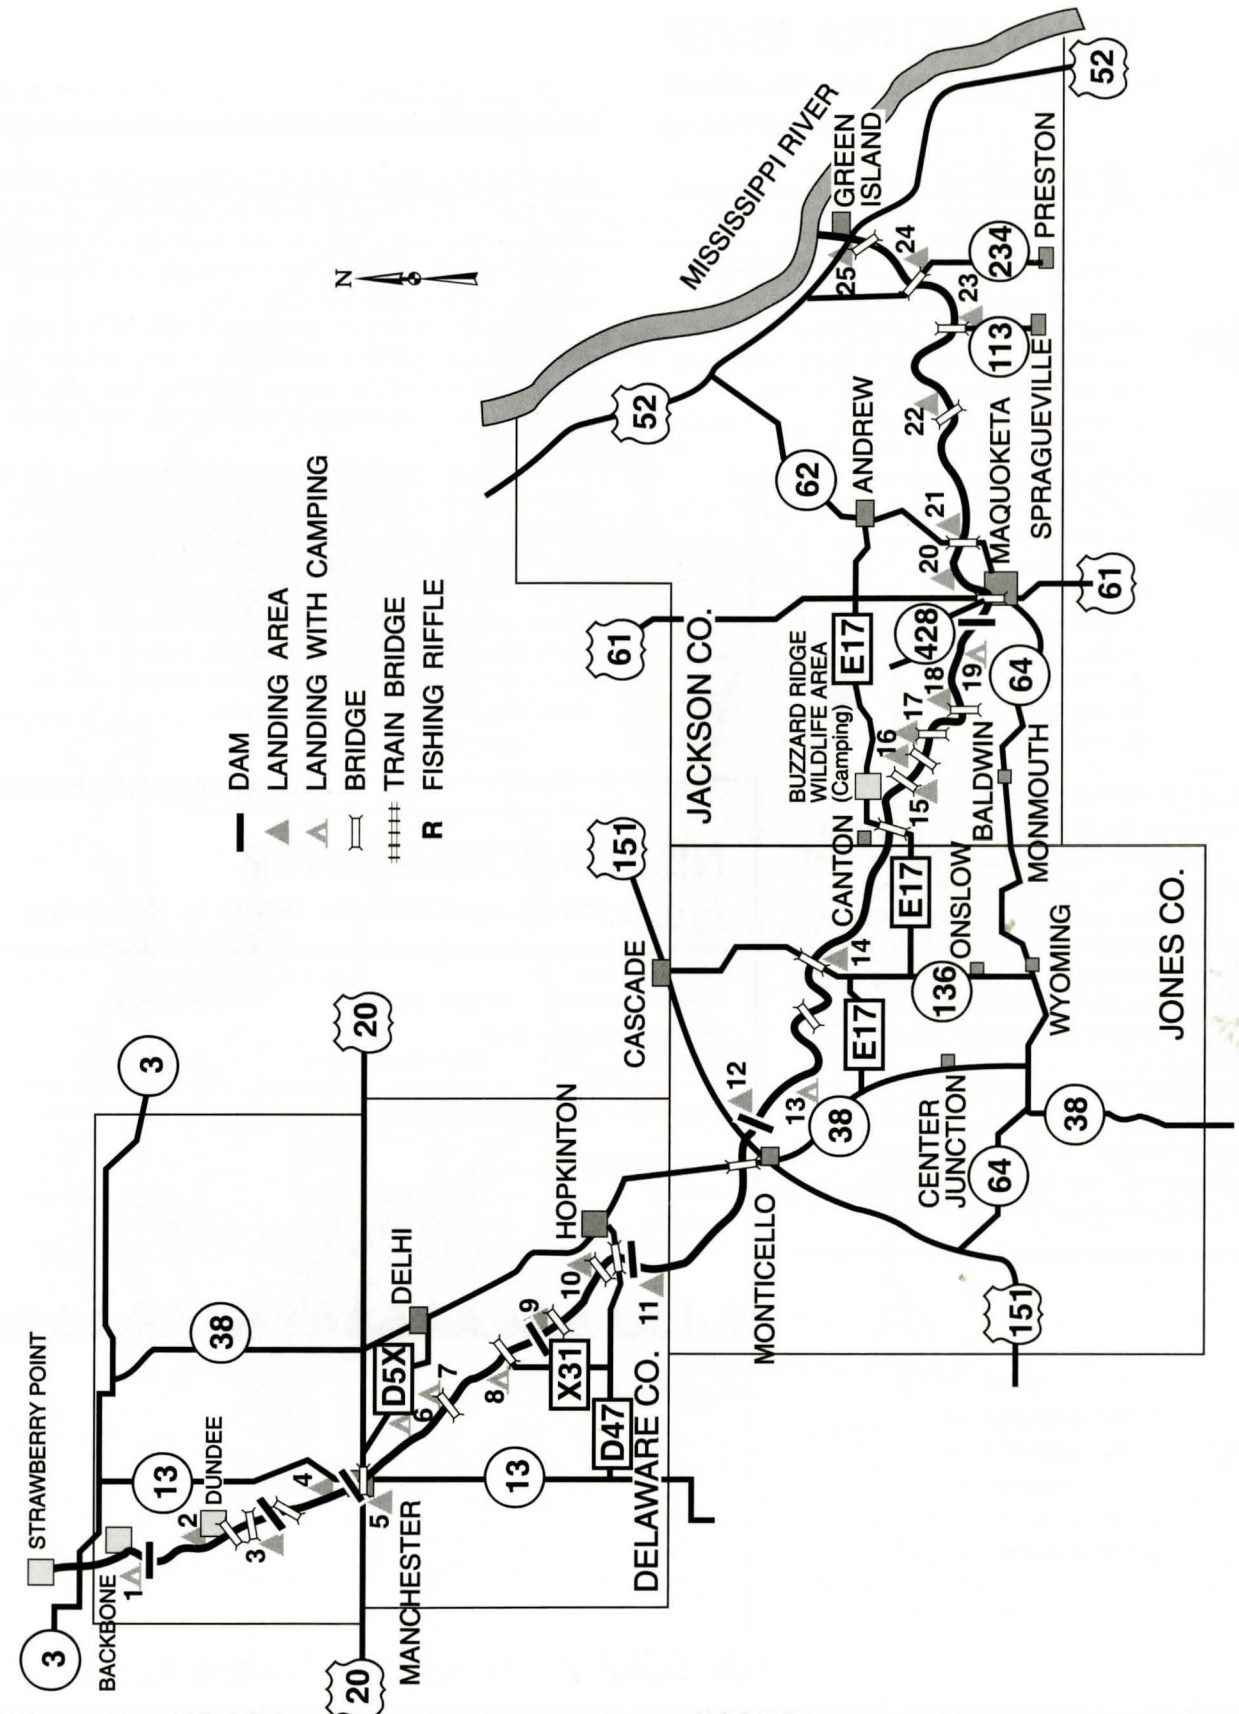 MISSISSIPPI RIVER
N
DAM
LANDING AREA
LANDING WITH CAMPING
BRIDGE
TRAIN BRIDGE
R FISHING RIFFLE
STRAWBERRY POINT
3
3
BACKBONE
1
2
DUNDEE
13
38
3
4
20
20
MANCHESTER
5
D5X
DELHI
6
7
8
9
X31
13
D47
DELAWARE CO.
10
HOPKINTON
11
CASCADE
151
MONTICELLO
12
13
38
E17
CENTER
JUNCTION
64
151
38
WYOMING
136
ONSLOW
14
E17
CANTON
JONES CO.
JACKSON CO.
61
BUZZARD RIDGE
WILDLIFE AREA
(Camping)
E17
15
16
17
18
19
BALDWIN
MONMOUTH
64
428
61
MAQUOKETA
20
21
ANDREW
62
52
22
SPRAGUEVILLE
113
23
234
24
25
GREEN
ISLAND
PRESTON
52